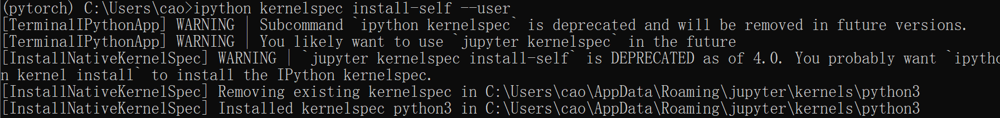 (pytorch) C:\Users\cao>ipython kernelspec install-self --user
[TerminalIPythonApp] WARNING | Subcommand `ipython kernelspec` is deprecated and will be removed in future versions.
[TerminalIPythonApp] WARNING | You likely want to use `jupyter kernelspec` in the future
[InstallNativeKernelSpec] WARNING | `jupyter kernelspec install-self` is DEPRECATED as of 4.0. You probably want `ipytho
n kernel install` to install the IPython kernelspec.
[InstallNativeKernelSpec] Removing existing kernelspec in C:\Users\cao\AppData\Roaming\jupyter\kernels\python3
[InstallNativeKernelSpec] Installed kernelspec python3 in C:\Users\cao\AppData\Roaming\jupyter\kernels\python3